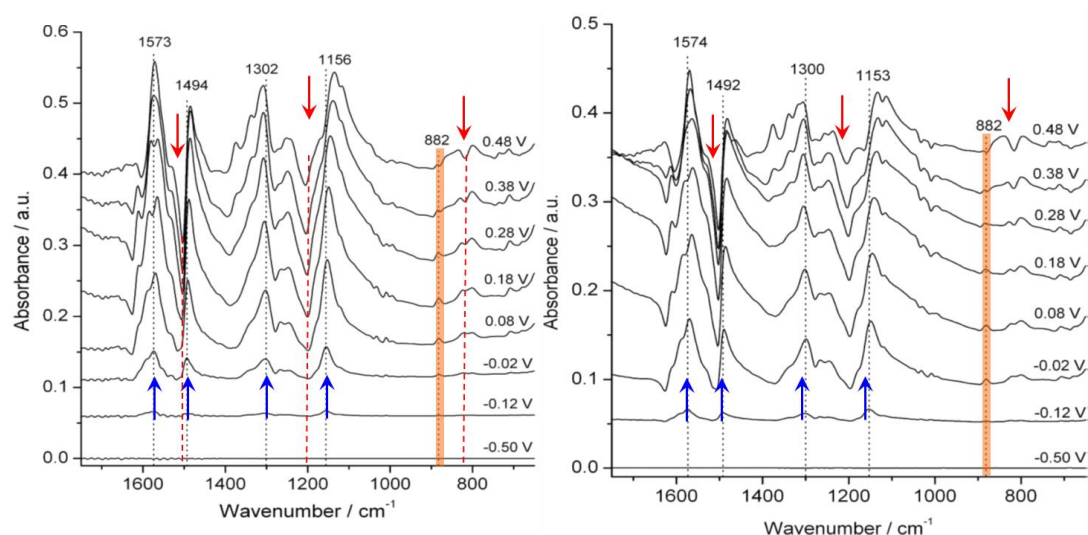 0.6
0.5
0.4
0.3
0.2
0.1
0.0
Absorbance / a.u.
1573
1494
1302
1156
882
0.48 V
0.38 V
0.28 V
0.18 V
0.08 V
-0.02 V
-0.12 V
-0.50 V
1600 1400 1200 1000 800
Wavenumber / cm⁻¹
0.5
0.4
0.3
0.2
0.1
0.0
Absorbance / a.u.
1574
1492
1300
1153
882
0.48 V
0.38 V
0.28 V
0.18 V
0.08 V
-0.02 V
-0.12 V
-0.50 V
1600 1400 1200 1000 800
Wavenumber / cm⁻¹